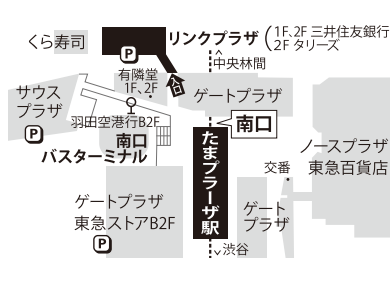 くら寿司
P
リンクプラザ
1F、2F 三井住友銀行
2F タリーズ
中央林間
有隣堂
1F、2F
入口
サウス
プラザ
P
羽田空港行B2F
ゲートプラザ
南口
バスターミナル
南口
たまプラーザ駅
ノースプラザ
東急百貨店
交番
ゲートプラザ
東急ストアB2F
P
ゲート
プラザ
渋谷